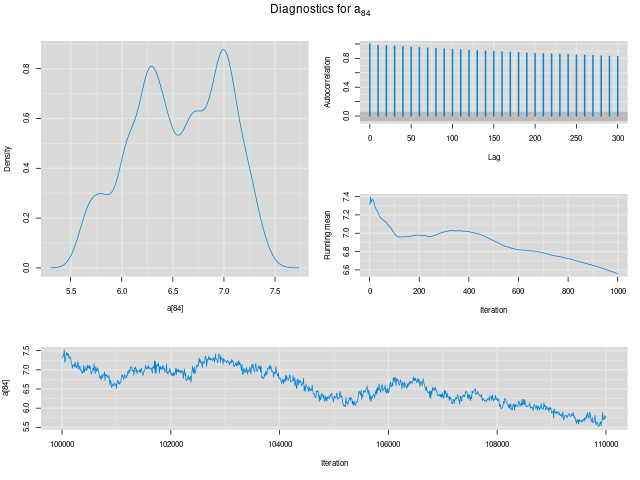 Diagnostics for a84
Density
0.0
0.2
0.4
0.6
0.8
5.5 6.0 6.5 7.0 7.5
a[84]
Autocorrelation
0.0
0.4
0.8
0 50 100 150 200 250 300
Lag
Running mean
6.6
6.8
7.0
7.2
7.4
0 200 400 600 800 1000
Iteration
a[84]
5.5
6.0
6.5
7.0
7.5
100000 102000 104000 106000 108000 110000
Iteration